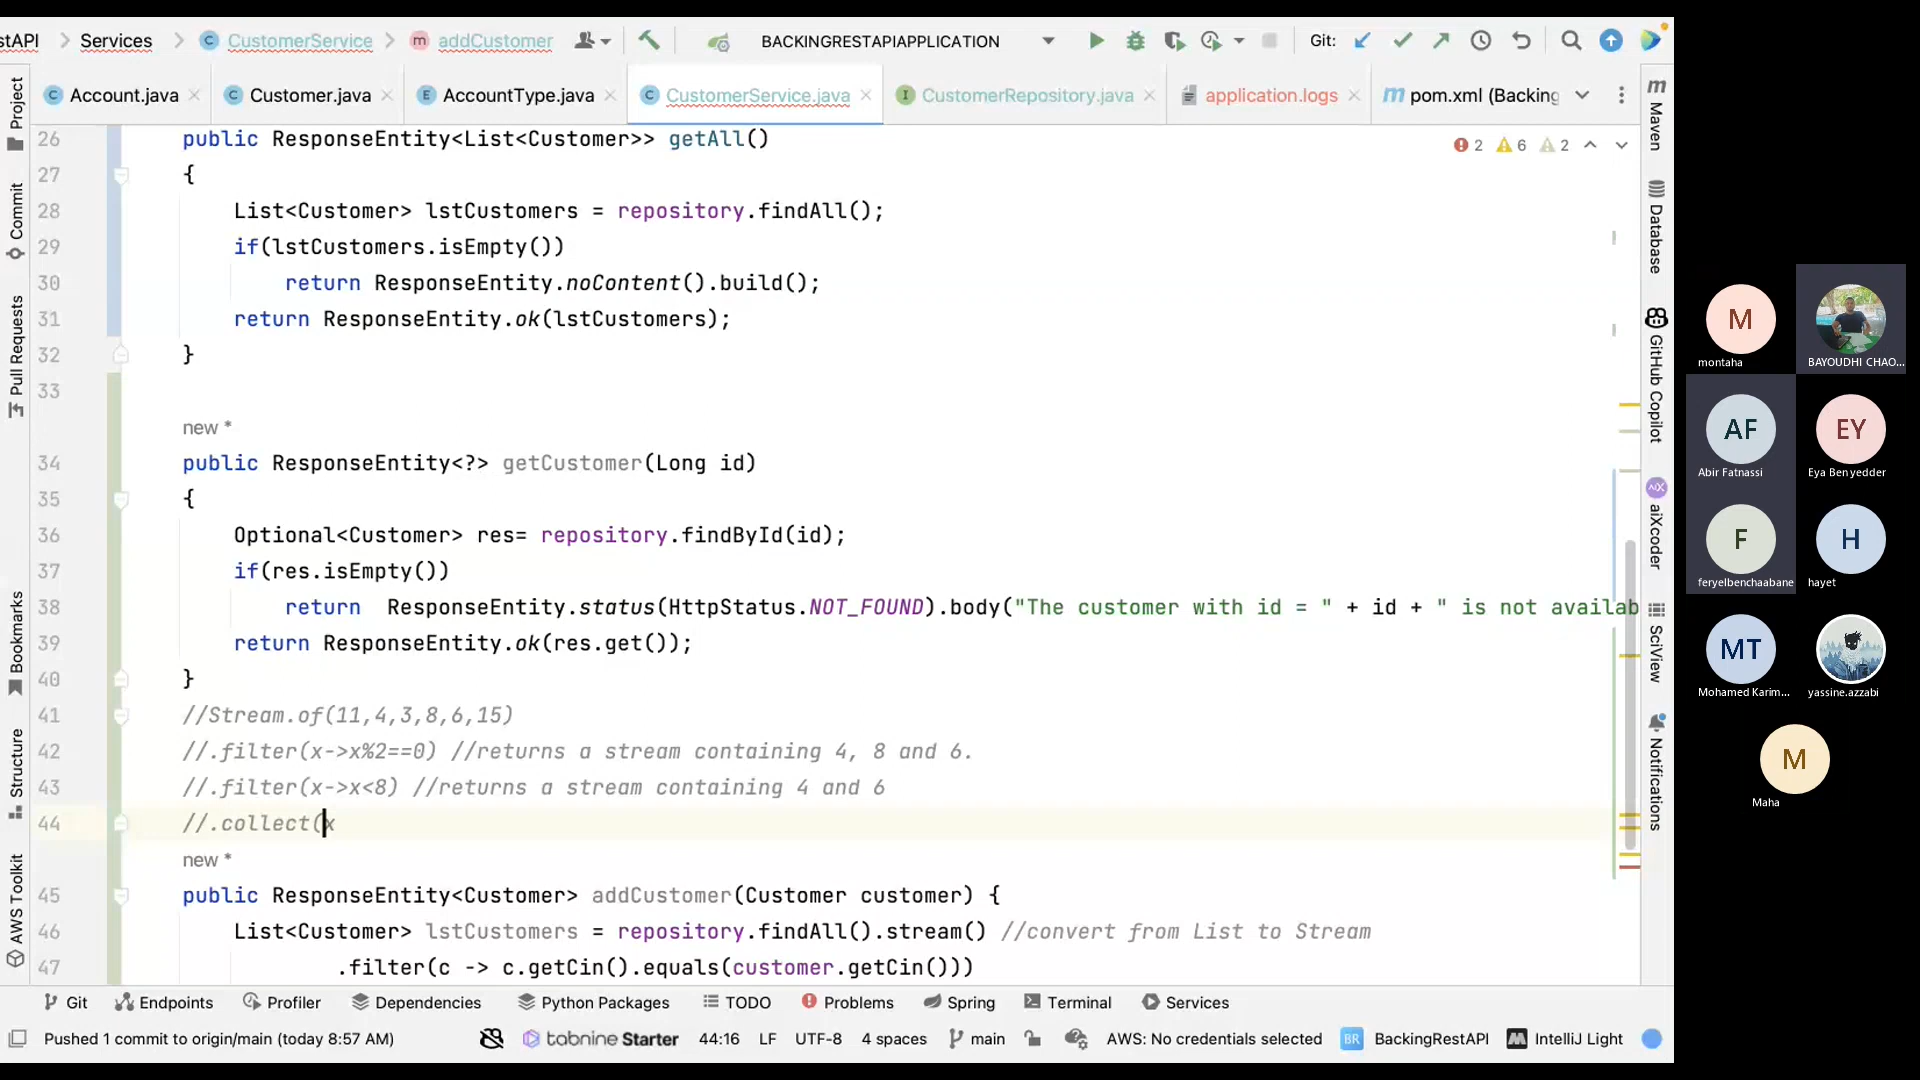 stAPI Services C CustomerService m addCustomer BACKINGRESTAPIAPPLICATION Git:
C Account.java C Customer.java E AccountType.java C CustomerService.java I CustomerRepository.java application.logs m pom.xml (Backing
Project
Commit
Pull Requests
Bookmarks
Structure
AWS Toolkit
2 6 2
26 public ResponseEntity<List<Customer>> getAll()
27 {
28 List<Customer> lstCustomers = repository.findAll();
29 if(lstCustomers.isEmpty())
30 return ResponseEntity.noContent().build();
31 return ResponseEntity.ok(lstCustomers);
32 }
33
new *
34 public ResponseEntity<?> getCustomer(Long id)
35 {
36 Optional<Customer> res= repository.findById(id);
37 if(res.isEmpty())
38 return ResponseEntity.status(HttpStatus.NOT_FOUND).body("The customer with id = " + id + " is not availab
39 return ResponseEntity.ok(res.get());
40 }
41 //Stream.of(11,4,3,8,6,15)
42 //.filter(x->x%2==0) //returns a stream containing 4, 8 and 6.
43 //.filter(x->x<8) //returns a stream containing 4 and 6
44 //.collect(x
new *
45 public ResponseEntity<Customer> addCustomer(Customer customer) {
46 List<Customer> lstCustomers = repository.findAll().stream() //convert from List to Stream
47 .filter(c -> c.getCin().equals(customer.getCin()))
m Maven
Database
GitHub Copilot
aiXcoder
SciView
Notifications
Git Endpoints Profiler Dependencies Python Packages TODO Problems Spring Terminal Services
Pushed 1 commit to origin/main (today 8:57 AM) tabnine Starter 44:16 LF UTF-8 4 spaces main AWS: No credentials selected BR BackingRestAPI IntelliJ Light
M
montaha
BAYOUDHI CHAO...
AF
Abir Fatnassi
EY
Eya Benyedder
F
feryelbenchaabane
H
hayet
MT
Mohamed Karim...
yassine.azzabi
M
Maha